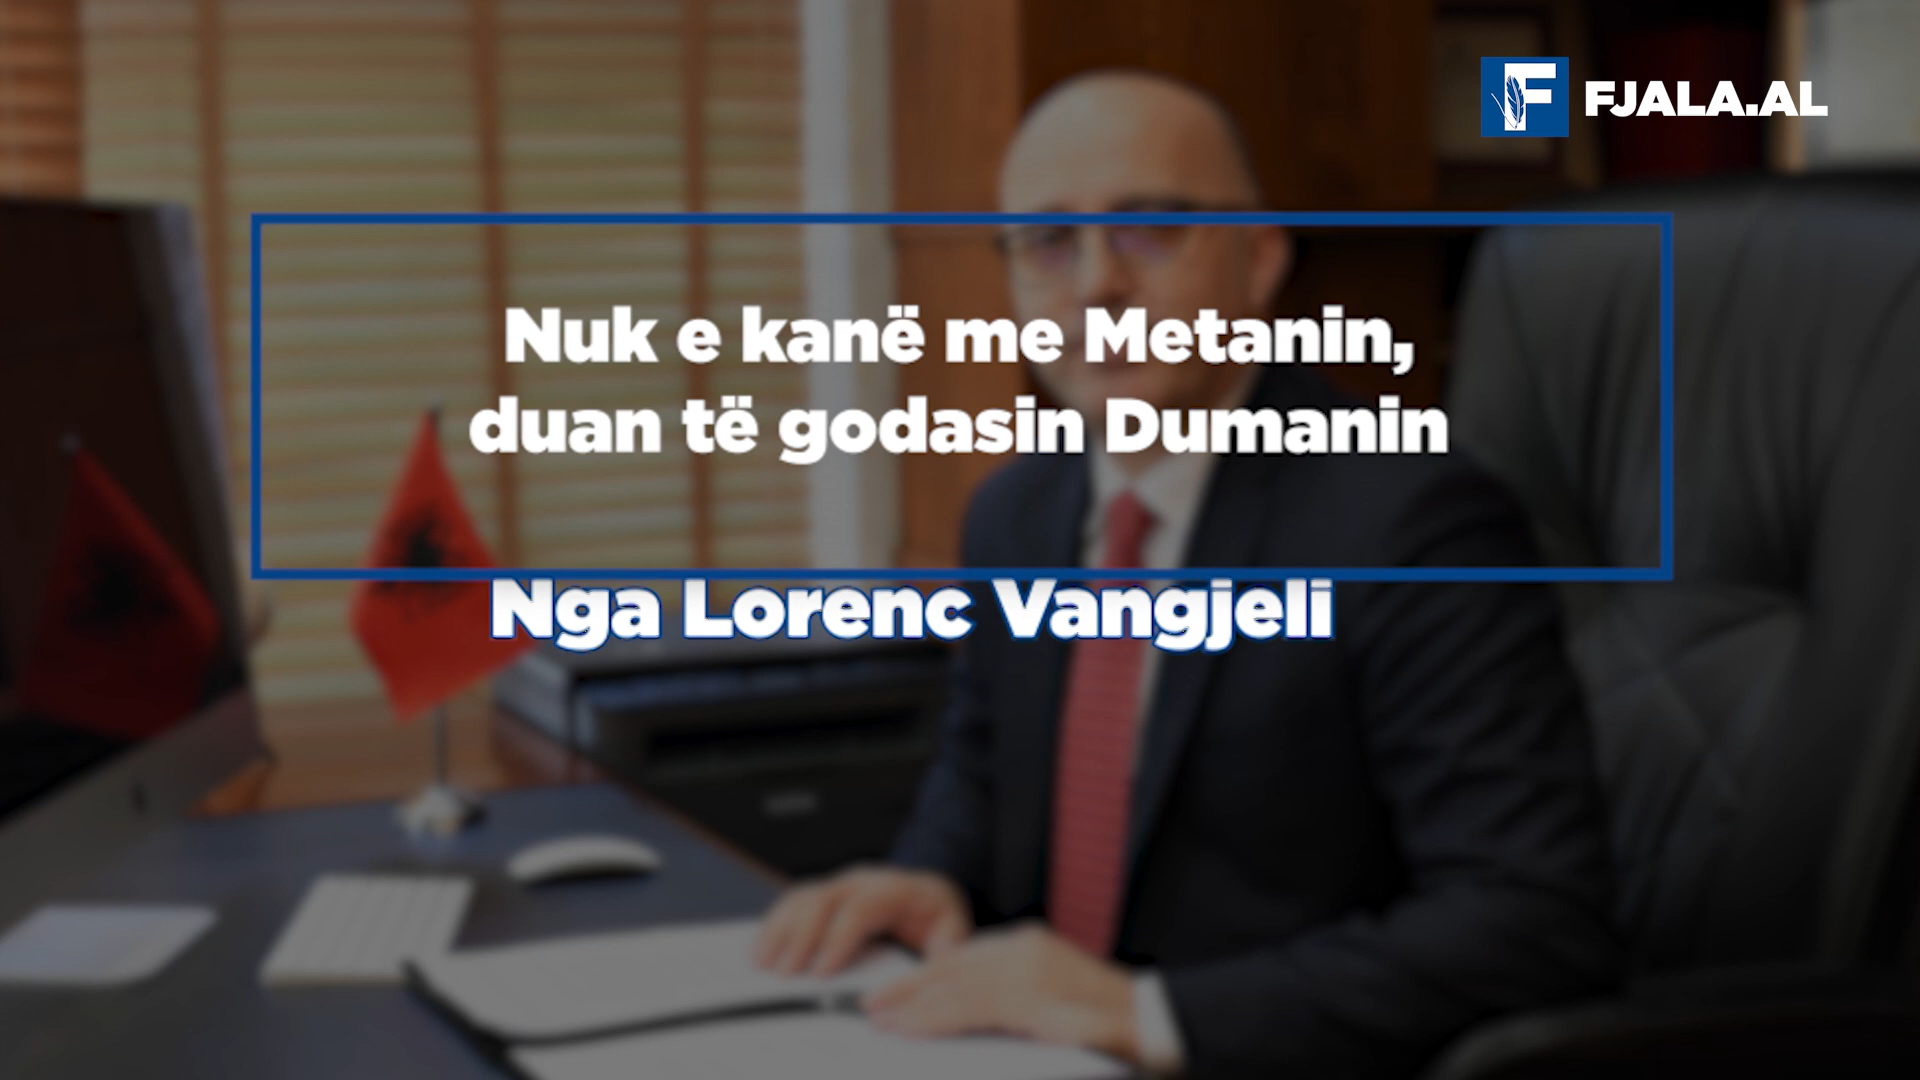 FJALA.AL
Nuk e kanë me Metanin,
duan të godasin Dumanin
Nga Lorenc Vangjeli